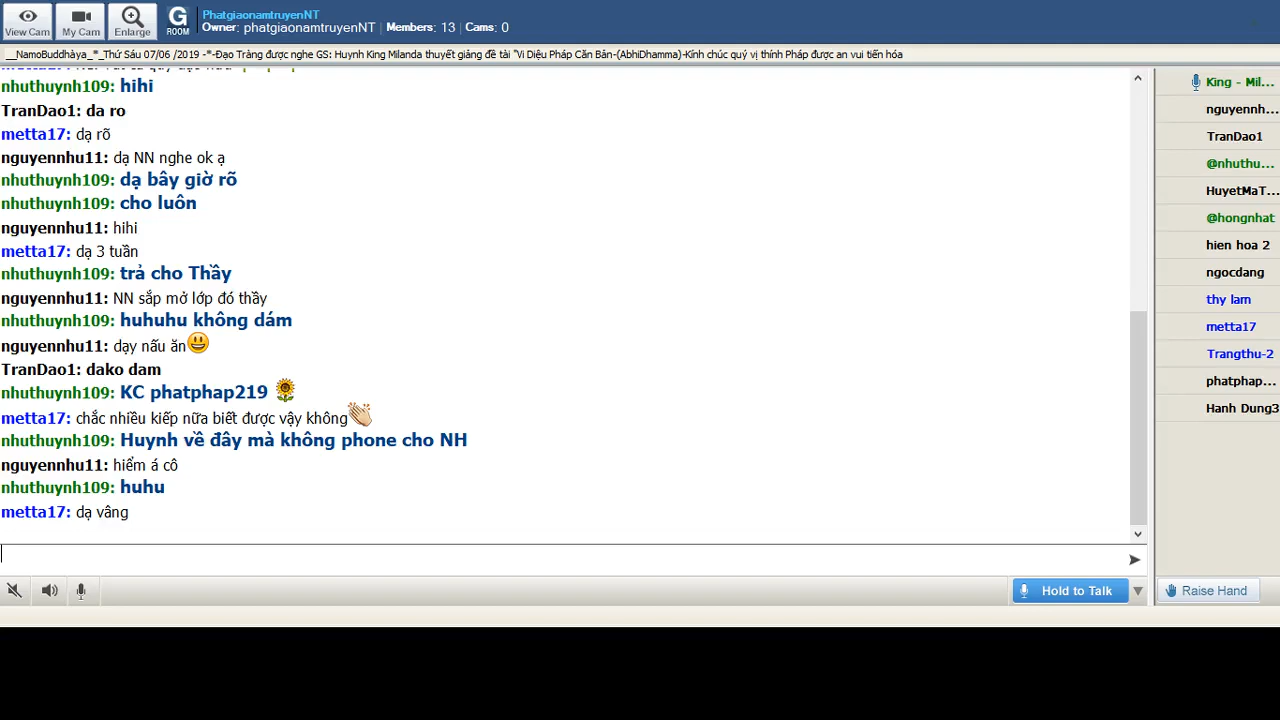 View Cam
My Cam
Enlarge
G
ROOM
PhatgiaonamtruyenNT
Owner: phatgiaonamtruyenNT | Members: 13 | Cams: 0
__NamoBuddhàya_*_Thứ Sáu 07/06 /2019 -*-Đạo Tràng được nghe GS: Huynh King Milanda thuyết giảng đề tài "Vi Diệu Pháp Căn Bản-(AbhiDhamma)-Kính chúc quý vị thính Pháp được an vui tiến hóa
nhuthuynh109: hihi
TranDao1: da ro
metta17: dạ rõ
nguyennhu11: dạ NN nghe ok ạ
nhuthuynh109: dạ bây giờ rõ
nhuthuynh109: cho luôn
nguyennhu11: hihi
metta17: dạ 3 tuần
nhuthuynh109: trả cho Thầy
nguyennhu11: NN sắp mở lớp đó thầy
nhuthuynh109: huhuhu không dám
nguyennhu11: dạy nấu ăn
TranDao1: dako dam
nhuthuynh109: KC phatphap219
metta17: chắc nhiều kiếp nữa biết được vậy không
nhuthuynh109: Huynh về đây mà không phone cho NH
nguyennhu11: hiểm á cô
nhuthuynh109: huhu
metta17: dạ vâng
King - Mil...
nguyennh...
TranDao1
@nhuthu...
HuyetMaT...
@hongnhat
hien hoa 2
ngocdang
thy lam
metta17
Trangthu-2
phatphap...
Hanh Dung3
Hold to Talk
Raise Hand